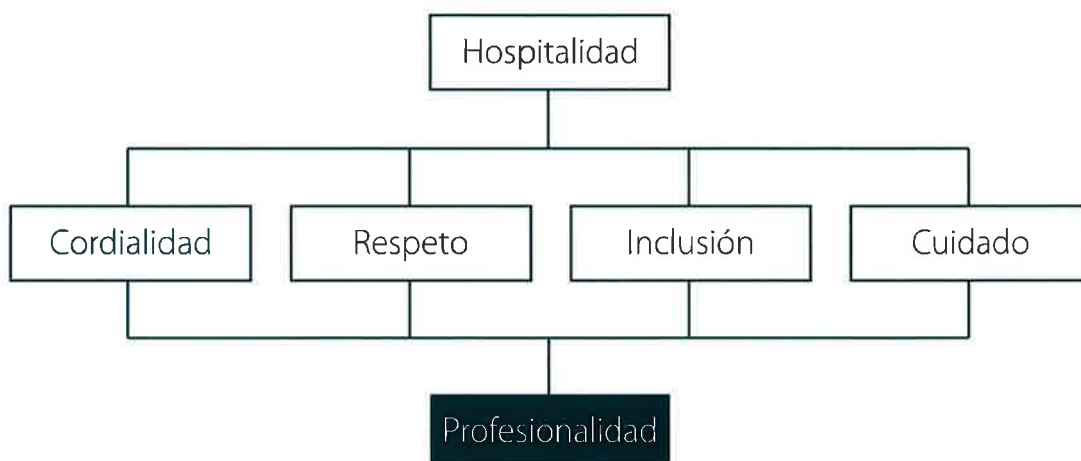 Hospitalidad
Cordialidad
Respeto
Inclusión
Cuidado
Profesionalidad